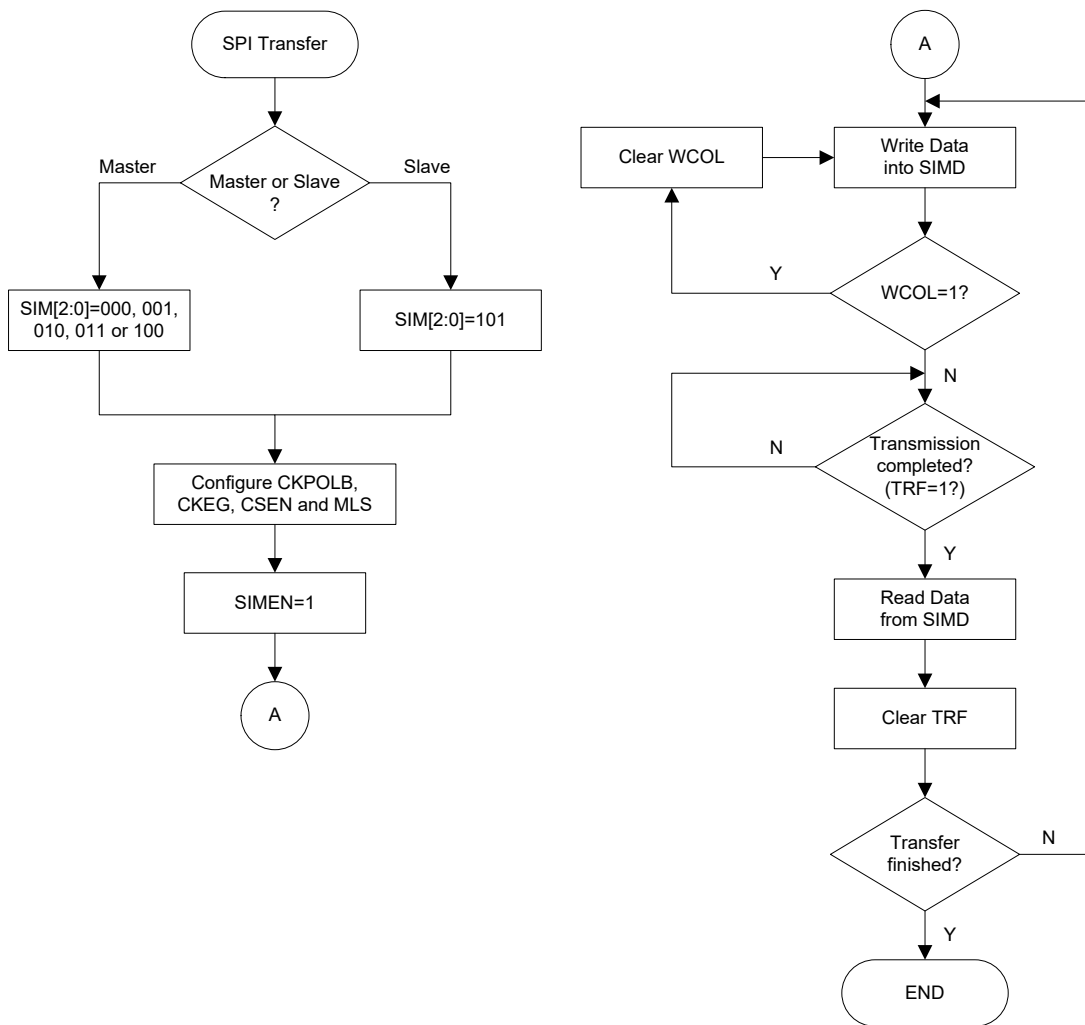 SPI Transfer
Master
Slave
Master or Slave
?
SIM[2:0]=000, 001,
010, 011 or 100
SIM[2:0]=101
Configure CKPOLB,
CKEG, CSEN and MLS
SIMEN=1
A
A
Clear WCOL
Write Data
into SIMD
Y
WCOL=1?
N
N
Transmission
completed?
(TRF=1?)
Y
Read Data
from SIMD
Clear TRF
Transfer
finished?
N
Y
END